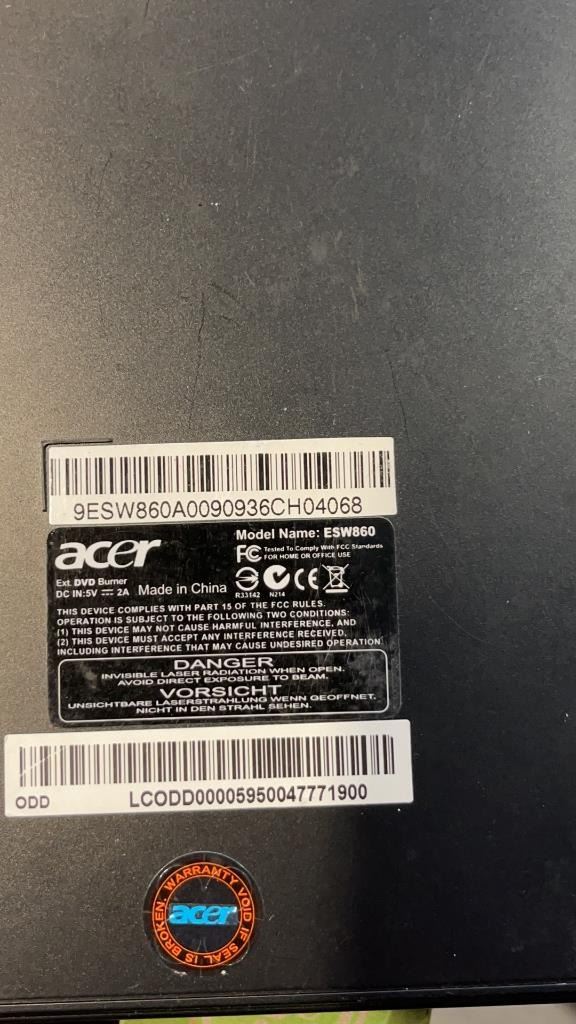 9ESW860A0090936CH04068
acer
Model Name: ESW860
FC Tested To Comply With FCC Standards
FOR HOME OR OFFICE USE
Ext. DVD Burner
DC IN:5V ⎓ 2A Made in China
R33142 N214
CE
THIS DEVICE COMPLIES WITH PART 15 OF THE FCC RULES.
OPERATION IS SUBJECT TO THE FOLLOWING TWO CONDITIONS:
(1) THIS DEVICE MAY NOT CAUSE HARMFUL INTERFERENCE, AND
(2) THIS DEVICE MUST ACCEPT ANY INTERFERENCE RECEIVED,
INCLUDING INTERFERENCE THAT MAY CAUSE UNDESIRED OPERATION
DANGER
INVISIBLE LASER RADIATION WHEN OPEN.
AVOID DIRECT EXPOSURE TO BEAM.
VORSICHT
UNSICHTBARE LASERSTRAHLUNG WENN GEOFFNET.
NICHT IN DEN STRAHL SEHEN.
ODD LCODD00005950047771900
WARRANTY VOID IF SEAL IS BROKEN.
acer